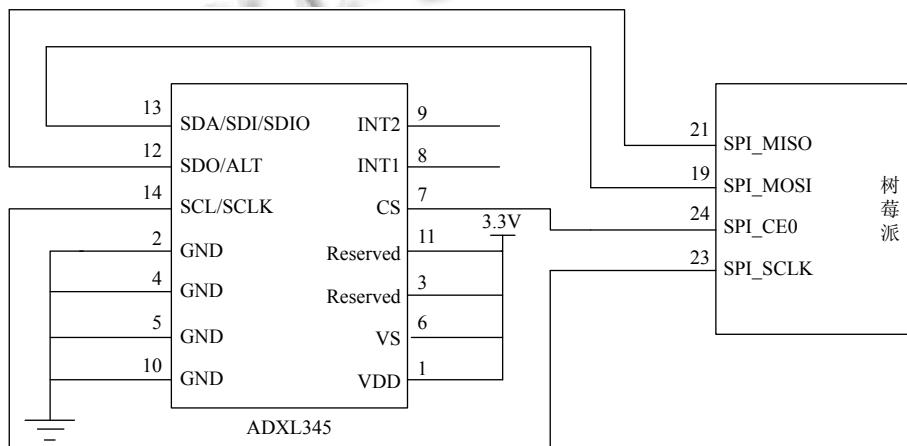 13
SDA/SDI/SDIO
12
SDO/ALT
14
SCL/SCLK
2
GND
4
GND
5
GND
10
GND
INT2
9
INT1
8
CS
7
3.3V
Reserved
11
Reserved
3
VS
6
VDD
1
ADXL345
21
SPI_MISO
19
SPI_MOSI
24
SPI_CE0
23
SPI_SCLK
树莓派